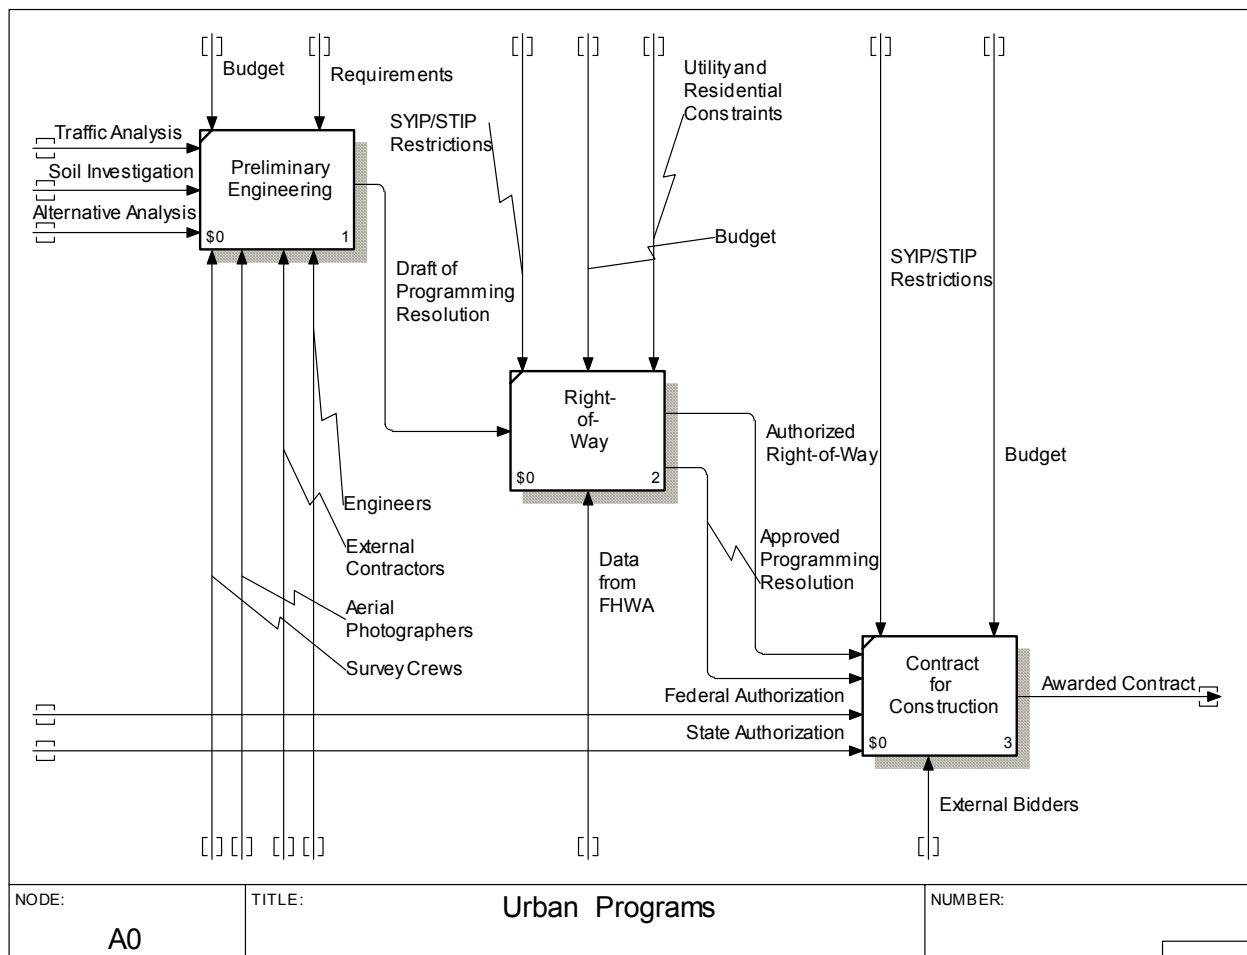 Budget
Requirements
Utility and
Residential
Constraints
Traffic Analysis
Soil Investigation
Alternative Analysis
Preliminary
Engineering
$0
1
SYIP/STIP
Restrictions
Budget
Draft of
Programming
Resolution
SYIP/STIP
Restrictions
Right-
of-
Way
$0
2
Authorized
Right-of-Way
Budget
Engineers
External
Contractors
Aerial
Photographers
Survey Crews
Data
from
FHWA
Approved
Programming
Resolution
Federal Authorization
State Authorization
Contract
for
Construction
$0
3
Awarded Contract
External Bidders
NODE:
A0
TITLE:
Urban Programs
NUMBER: